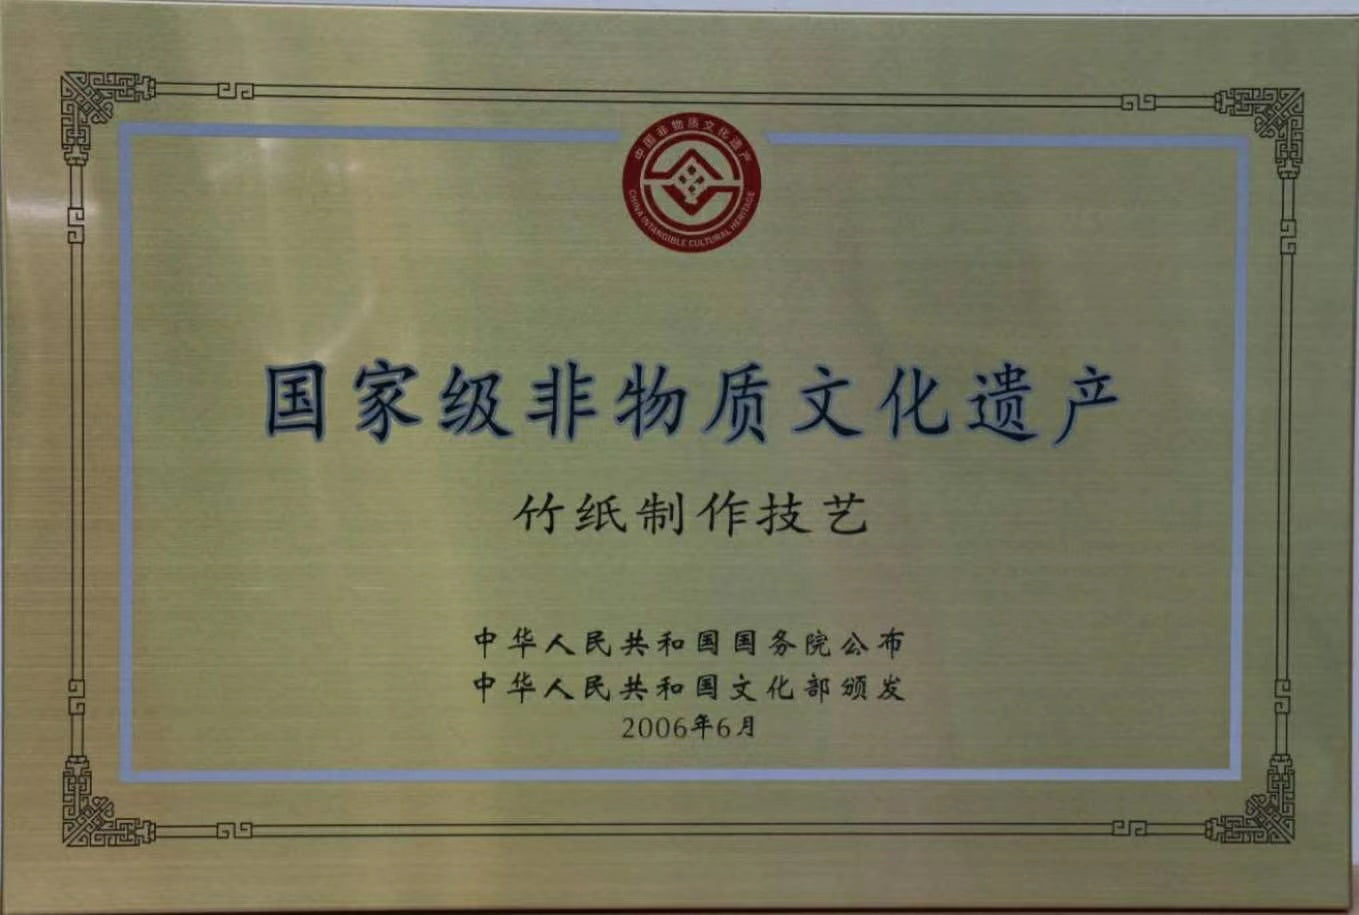 中国非物质文化遗产
CHINA INTANGIBLE CULTURAL HERITAGE
国家级非物质文化遗产
竹纸制作技艺
中华人民共和国国务院公布
中华人民共和国文化部颁发
2006年6月